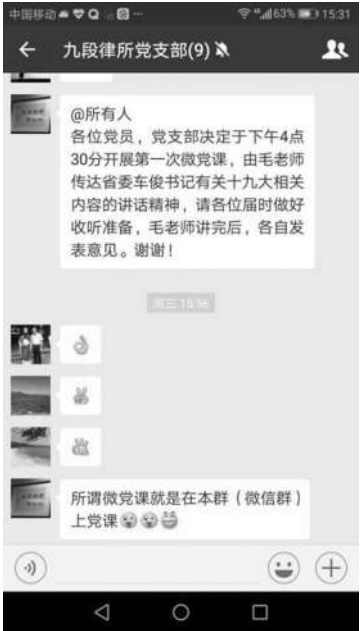 中国移动 63% 15:31
九段律所党支部(9)
@所有人
各位党员，党支部决定于下午4点
30分开展第一次微党课，由毛老师
传达省委车俊书记有关十九大相关
内容的讲话精神，请各位届时做好
收听准备，毛老师讲完后，各自发
表意见。谢谢！
周三 15:56
所谓微党课就是在本群（微信群）
上党课